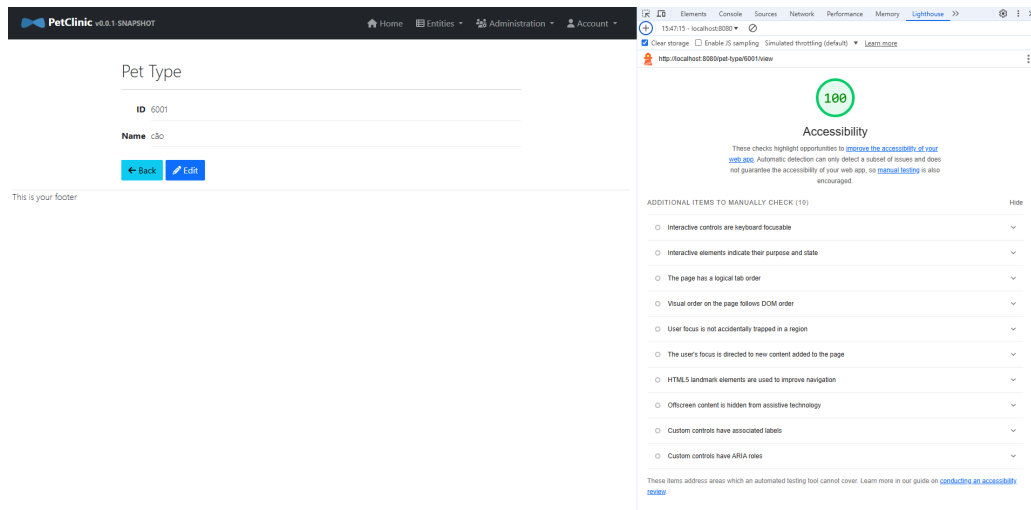 PetClinic v0.0.1-SNAPSHOT
Home Entities Administration Account
Pet Type
ID 6001
Name cão
Back Edit
This is your footer
Elements Console Sources Network Performance Memory Lighthouse
15:47:15 - localhost:8080
Clear storage Enable JS sampling Simulated throttling (default) Learn more
http://localhost:8080/pet-type/6001/view
100
Accessibility
These checks highlight opportunities to improve the accessibility of your
web app. Automatic detection can only detect a subset of issues and does
not guarantee the accessibility of your web app, so manual testing is also
encouraged.
ADDITIONAL ITEMS TO MANUALLY CHECK (10) Hide
Interactive controls are keyboard focusable
Interactive elements indicate their purpose and state
The page has a logical tab order
Visual order on the page follows DOM order
User focus is not accidentally trapped in a region
The user's focus is directed to new content added to the page
HTML5 landmark elements are used to improve navigation
Offscreen content is hidden from assistive technology
Custom controls have associated labels
Custom controls have ARIA roles
These items address areas which an automated testing tool cannot cover. Learn more in our guide on conducting an accessibility
review.